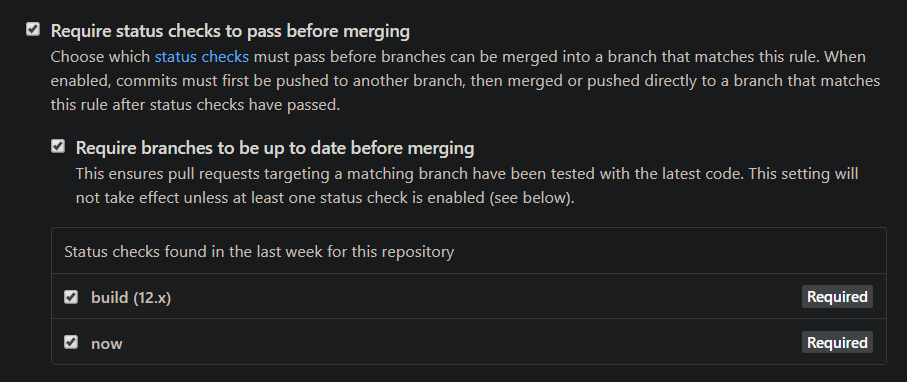 Require status checks to pass before merging
Choose which status checks must pass before branches can be merged into a branch that matches this rule. When
enabled, commits must first be pushed to another branch, then merged or pushed directly to a branch that matches
this rule after status checks have passed.
Require branches to be up to date before merging
This ensures pull requests targeting a matching branch have been tested with the latest code. This setting will
not take effect unless at least one status check is enabled (see below).
Status checks found in the last week for this repository
build (12.x) Required
now Required